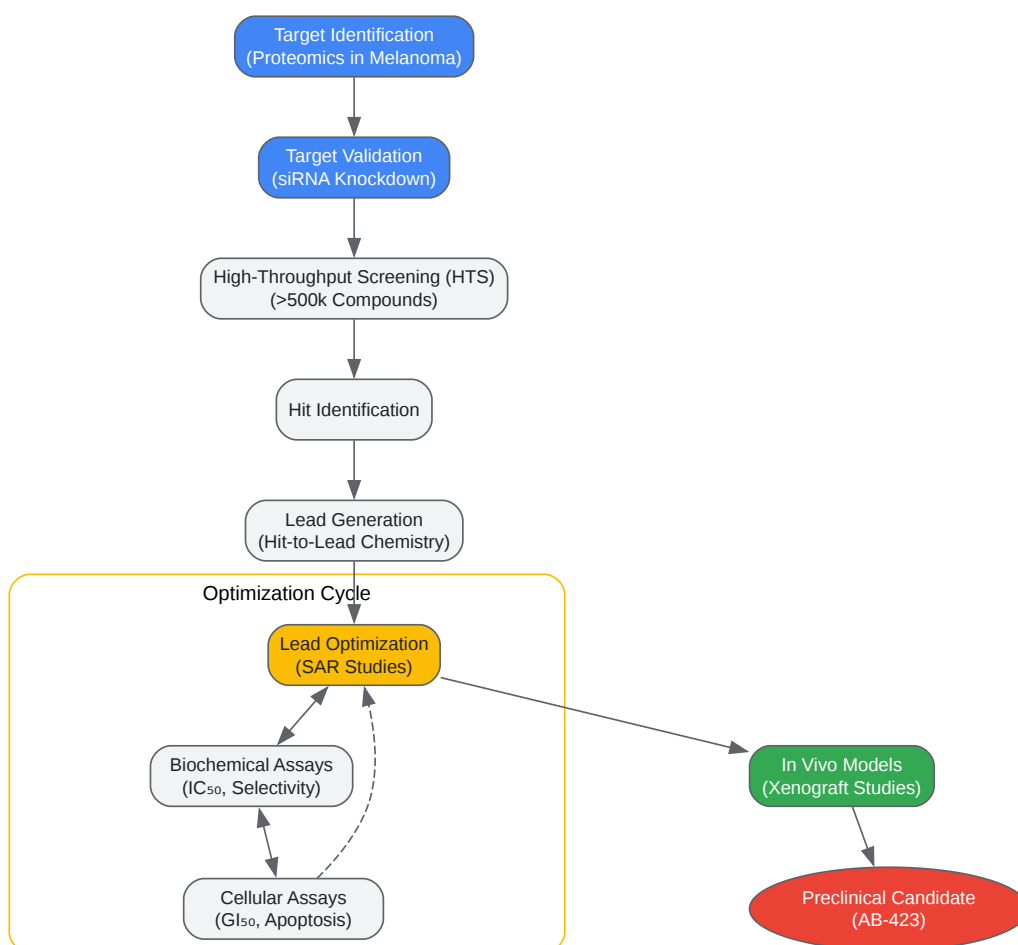 Target Identification
(Proteomics in Melanoma)
Target Validation
(siRNA Knockdown)
High-Throughput Screening (HTS)
(>500k Compounds)
Hit Identification
Lead Generation
(Hit-to-Lead Chemistry)
Optimization Cycle
Lead Optimization
(SAR Studies)
Biochemical Assays
(IC₅₀, Selectivity)
In Vivo Models
(Xenograft Studies)
Cellular Assays
(GI₅₀, Apoptosis)
Preclinical Candidate
(AB-423)